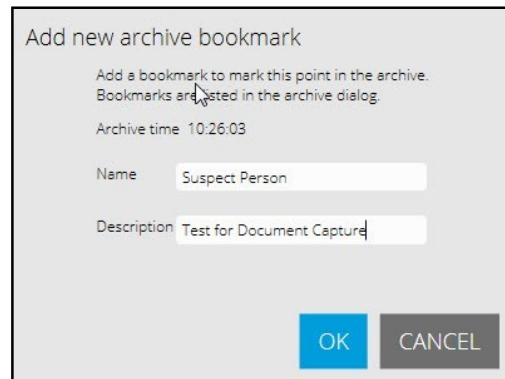 Add new archive bookmark
Add a bookmark to mark this point in the archive.
Bookmarks are listed in the archive dialog.
Archive time 10:26:03
Name Suspect Person
Description Test for Document Capture
OK CANCEL